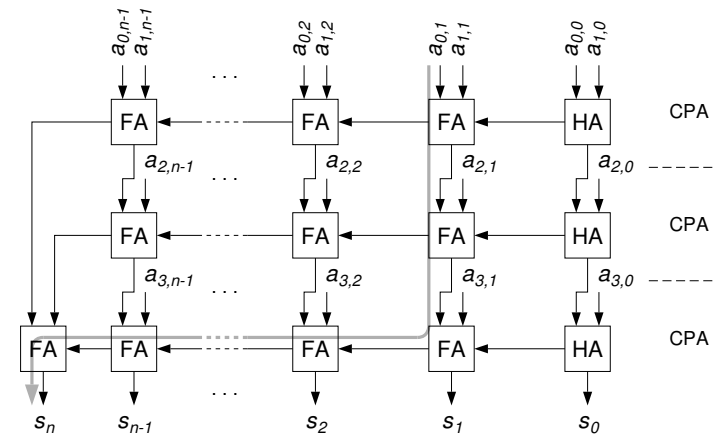 a0,n-1 a1,n-1 ... a0,2 a1,2 a0,1 a1,1 a0,0 a1,0
FA FA FA HA CPA
a2,n-1 ... a2,2 a2,1 a2,0
FA FA FA HA CPA
a3,n-1 ... a3,2 a3,1 a3,0
FA FA FA FA HA CPA
sn sn-1 ... s2 s1 s0